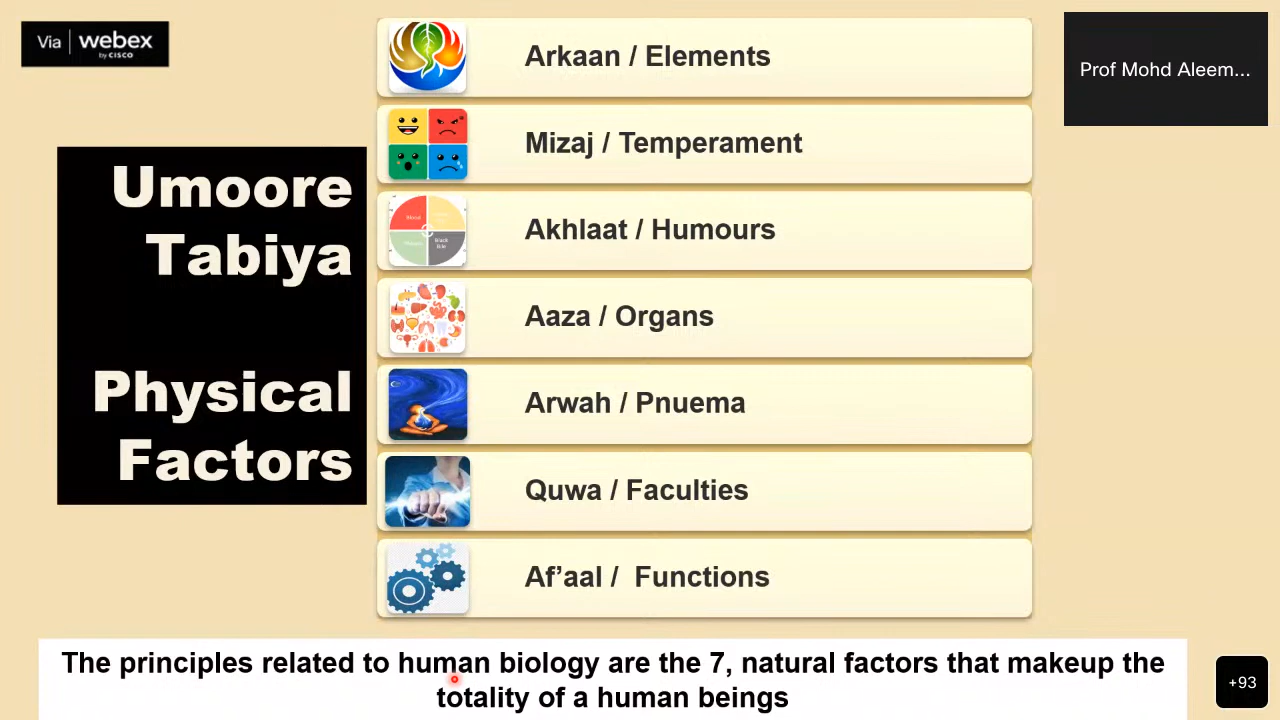 Via | webex
by CISCO
Prof Mohd Aleem...
Umoore
Tabiya
Physical
Factors
Arkaan / Elements
Mizaj / Temperament
Akhlaat / Humours
Aaza / Organs
Arwah / Pnuema
Quwa / Faculties
Af’aal /  Functions
The principles related to human biology are the 7, natural factors that makeup the
totality of a human beings
+93